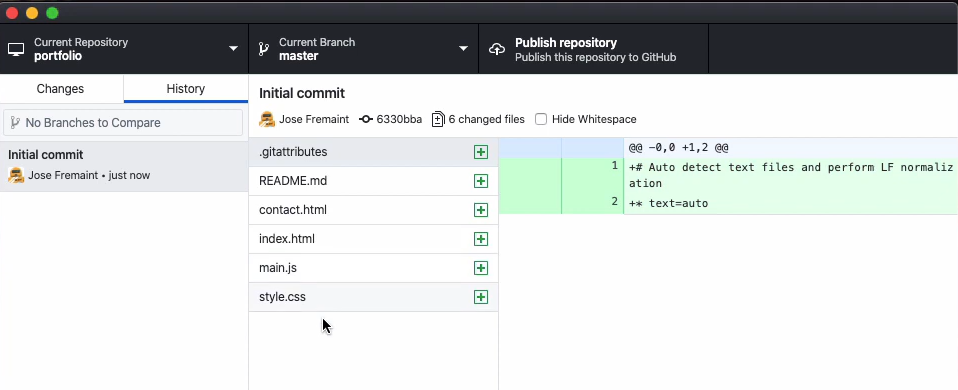 Current Repository
portfolio
Current Branch
master
Publish repository
Publish this repository to GitHub
Changes
History
No Branches to Compare
Initial commit
Jose Fremaint • just now
Initial commit
Jose Fremaint
6330bba
6 changed files
Hide Whitespace
.gitattributes
README.md
contact.html
index.html
main.js
style.css
@@ -0,0 +1,2 @@
1 +# Auto detect text files and perform LF normaliz
ation
2 +* text=auto